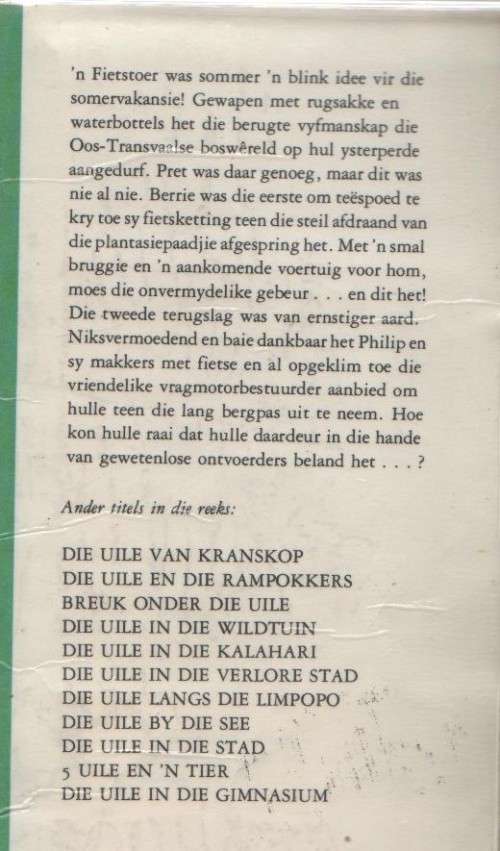 'n Fietstoer was sommer 'n blink idee vir die
somervakansie! Gewapen met rugsakke en
waterbottels het die berugte vyfmanskap die
Oos-Transvaalse boswêreld op hul ysterperde
aangedurf. Pret was daar genoeg, maar dit was
nie al nie. Berrie was die eerste om teëspoed te
kry toe sy fietsketting teen die steil afdraand van
die plantasiepaadjie afgespring het. Met 'n smal
bruggie en 'n aankomende voertuig voor hom,
moes die onvermydelike gebeur . . . en dit het!
Die tweede terugslag was van ernstiger aard.
Niksvermoedend en baie dankbaar het Philip en
sy makkers met fietse en al opgeklim toe die
vriendelike vragmotorbestuurder aanbied om
hulle teen die lang bergpas uit te neem. Hoe
kon hulle raai dat hulle daardeur in die hande
van gewetenlose ontvoerders beland het . . . ?
Ander titels in die reeks:
DIE UILE VAN KRANSKOP
DIE UILE EN DIE RAMPOKKERS
BREUK ONDER DIE UILE
DIE UILE IN DIE WILDTUIN
DIE UILE IN DIE KALAHARI
DIE UILE IN DIE VERLORE STAD
DIE UILE LANGS DIE LIMPOPO
DIE UILE BY DIE SEE
DIE UILE IN DIE STAD
5 UILE EN 'N TIER
DIE UILE IN DIE GIMNASIUM